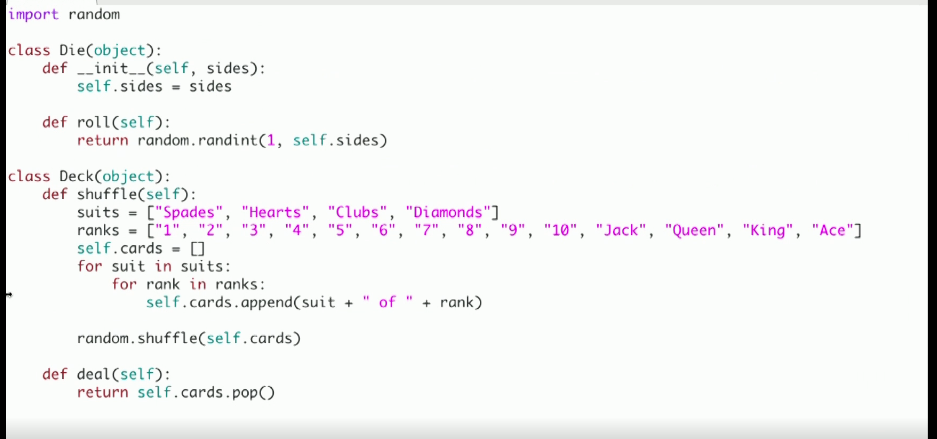 import random
class Die(object):
    def __init__(self, sides):
        self.sides = sides
    def roll(self):
        return random.randint(1, self.sides)
class Deck(object):
    def shuffle(self):
        suits = ["Spades", "Hearts", "Clubs", "Diamonds"]
        ranks = ["1", "2", "3", "4", "5", "6", "7", "8", "9", "10", "Jack", "Queen", "King", "Ace"]
        self.cards = []
        for suit in suits:
            for rank in ranks:
                self.cards.append(suit + " of " + rank)
        random.shuffle(self.cards)
    def deal(self):
        return self.cards.pop()